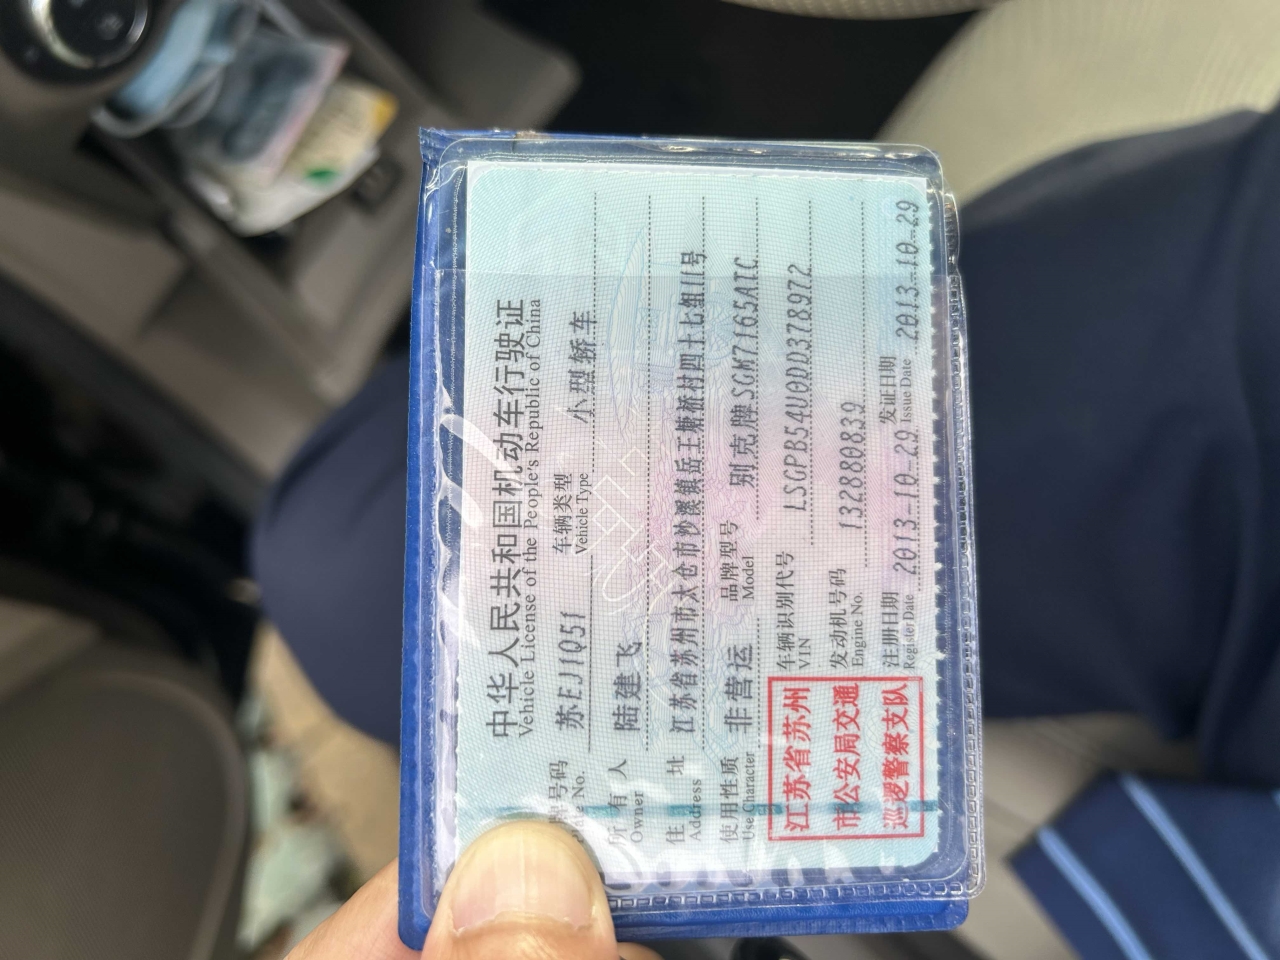 中华人民共和国机动车行驶证
Vehicle License of the People's Republic of China
号码 苏EJ1Q51 车辆类型 小型轿车
No. Vehicle Type
所有人 陆建飞
Owner
住址 江苏省苏州市太仓市沙溪镇岳王塘桥村四十七组11号
Address
使用性质 非营运 品牌型号 别克牌SGM7165ATC
Use Character Model
江苏省苏州
市公安局交通
巡逻警察支队
车辆识别代号 LSGPB54U0DD378972
VIN
发动机号码 132880839
Engine No.
注册日期 2013-10-29 发证日期 2013-10-29
Register Date Issue Date